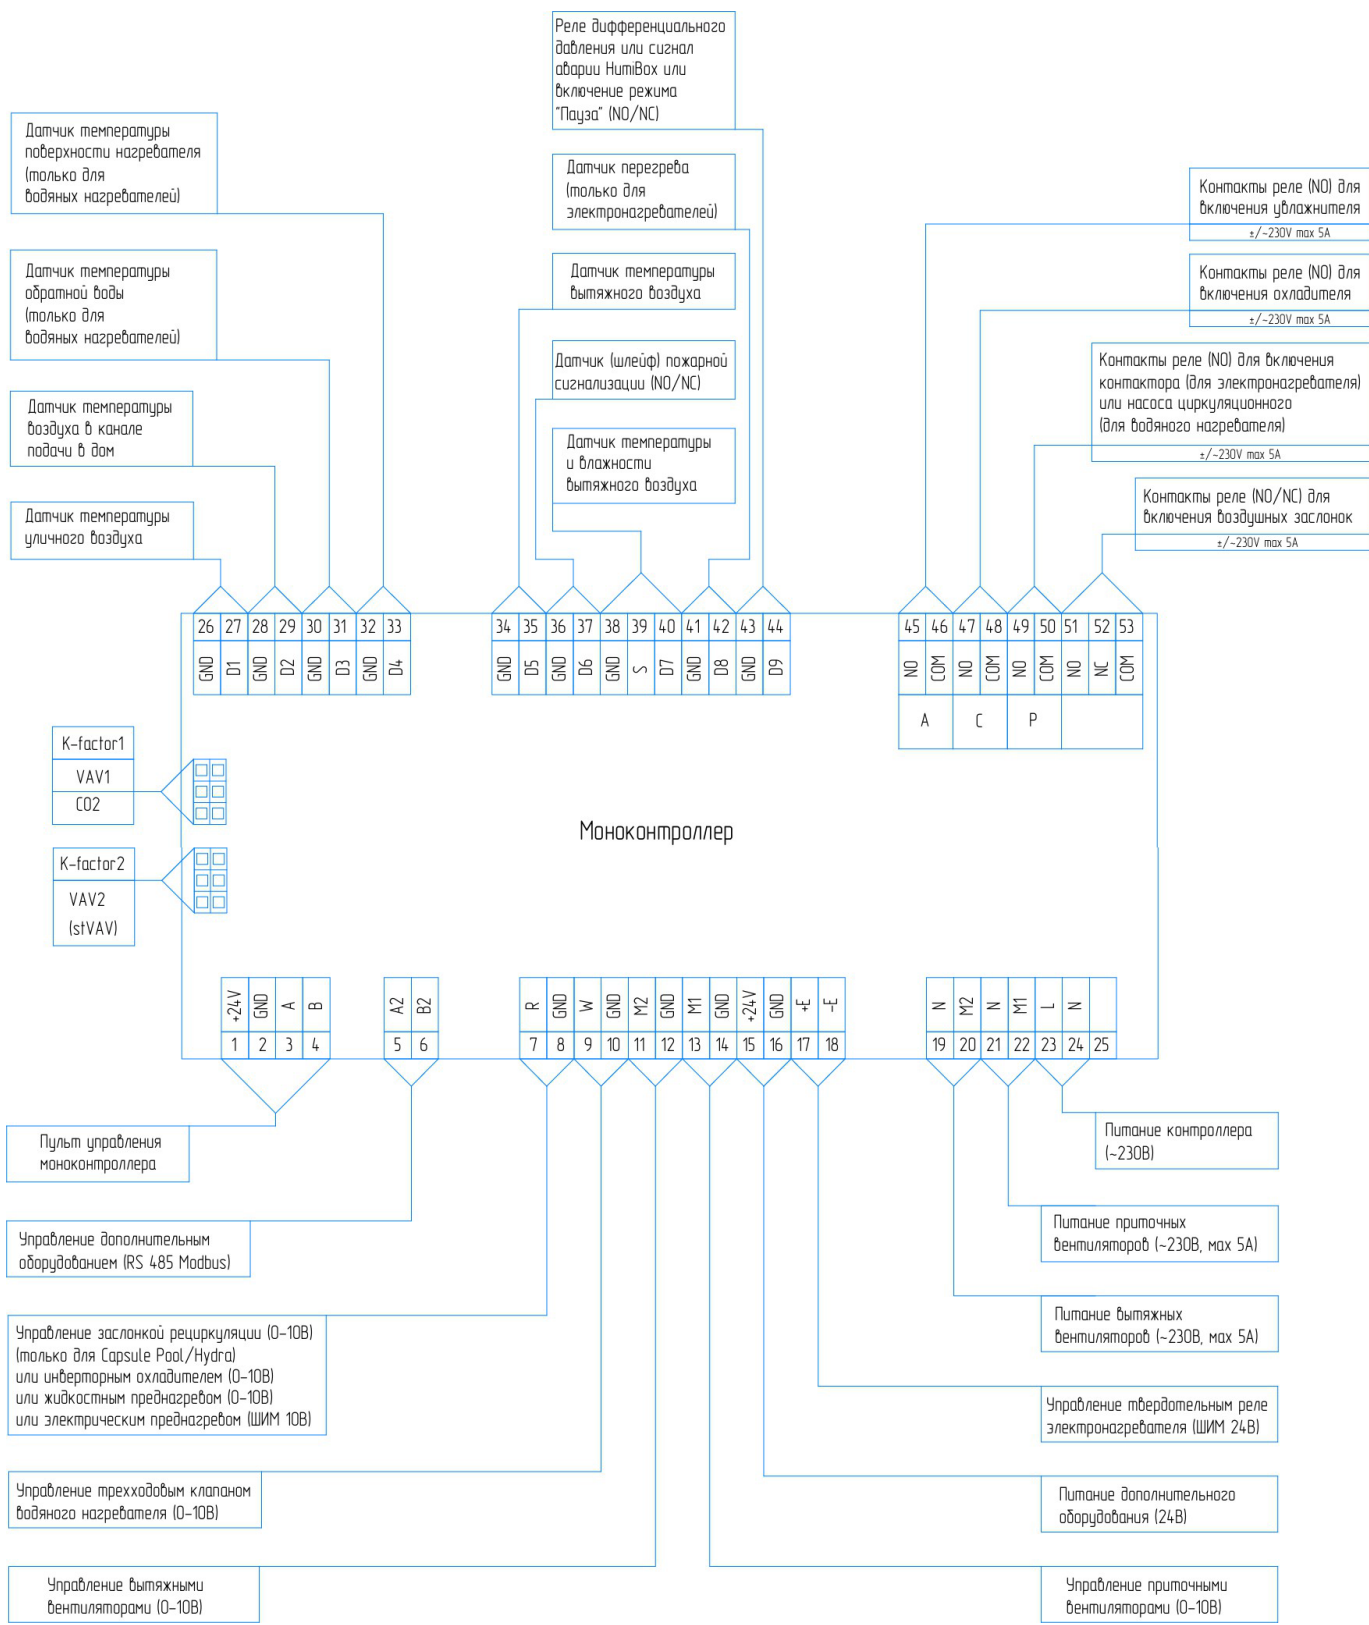 Реле дифференциального
давления или сигнал
аварии HumiBox или
включение режима
"Пауза" (NO/NC)
Датчик температуры
поверхности нагревателя
(только для
водяных нагревателей)
Датчик перегрева
(только для
электронагревателей)
Контакты реле (NO) для
включения увлажнителя
±/~230V max 5A
Датчик температуры
обратной воды
(только для
водяных нагревателей)
Датчик температуры
вытяжного воздуха
Контакты реле (NO) для
включения охладителя
±/~230V max 5A
Датчик (шлейф) пожарной
сигнализации (NO/NC)
Контакты реле (NO) для включения
контактора (для электронагревателя)
или насоса циркуляционного
(для водяного нагревателя)
±/~230V max 5A
Датчик температуры
воздуха в канале
подачи в дом
Датчик температуры
и влажности
вытяжного воздуха
Контакты реле (NO/NC) для
включения воздушных заслонок
±/~230V max 5A
Датчик температуры
уличного воздуха
26 27 28 29 30 31 32 33
GND D1 GND D2 GND D3 GND D4
34 35 36 37 38 39 40 41 42 43 44
GND D5 GND D6 GND S D7 GND D8 GND D9
45 46 47 48 49 50 51 52 53
NO COM NO COM NO COM NO NC COM
A C P
K-factor1
VAV1
CO2
Моноконтроллер
K-factor2
VAV2
(stVAV)
+24V GND A B
1 2 3 4
A2 B2
5 6
R GND W GND M2 GND M1 GND +24V GND +E -E
7 8 9 10 11 12 13 14 15 16 17 18
N M2 N M1 L N
19 20 21 22 23 24 25
Пульт управления
моноконтроллера
Питание контроллера
(~230В)
Управление дополнительным
оборудованием (RS 485 Modbus)
Питание приточных
вентиляторов (~230В, мах 5А)
Питание вытяжных
вентиляторов (~230В, мах 5А)
Управление заслонкой рециркуляции (0-10В)
(только для Capsule Pool/Hydra)
или инверторным охладителем (0-10В)
или жидкостным преднагревом (0-10В)
или электрическим преднагревом (ШИМ 10В)
Управление твердотельным реле
электронагревателя (ШИМ 24В)
Управление трехходовым клапаном
водяного нагревателя (0-10В)
Питание дополнительного
оборудования (24В)
Управление вытяжными
вентиляторами (0-10В)
Управление приточными
вентиляторами (0-10В)